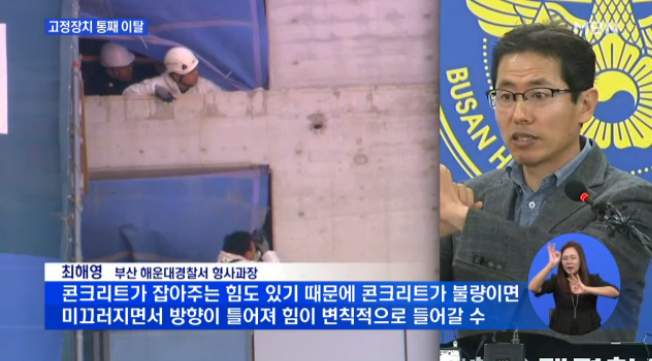 고정장치 통째 이탈
MBN
BUSAN H
최해영 부산 해운대경찰서 형사과장
콘크리트가 잡아주는 힘도 있기 때문에 콘크리트가 불량이면
미끄러지면서 방향이 틀어져 힘이 변칙적으로 들어갈 수